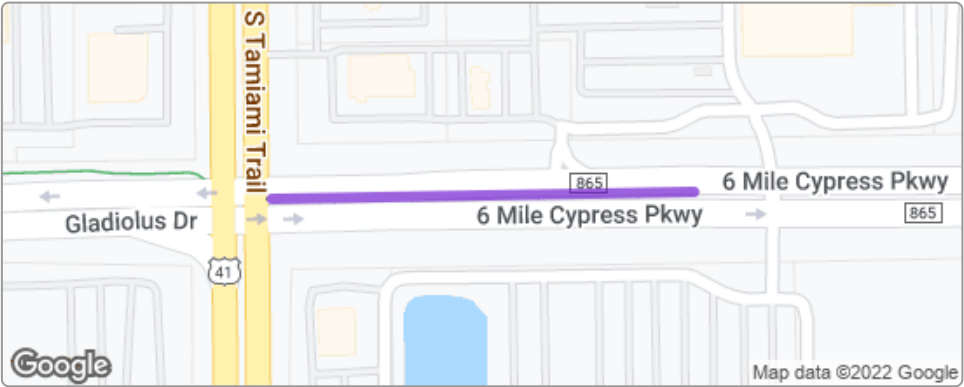 S Tamiami Trail
865
6 Mile Cypress Pkwy
6 Mile Cypress Pkwy
865
Gladiolus Dr
41
Google
Map data ©2022 Google